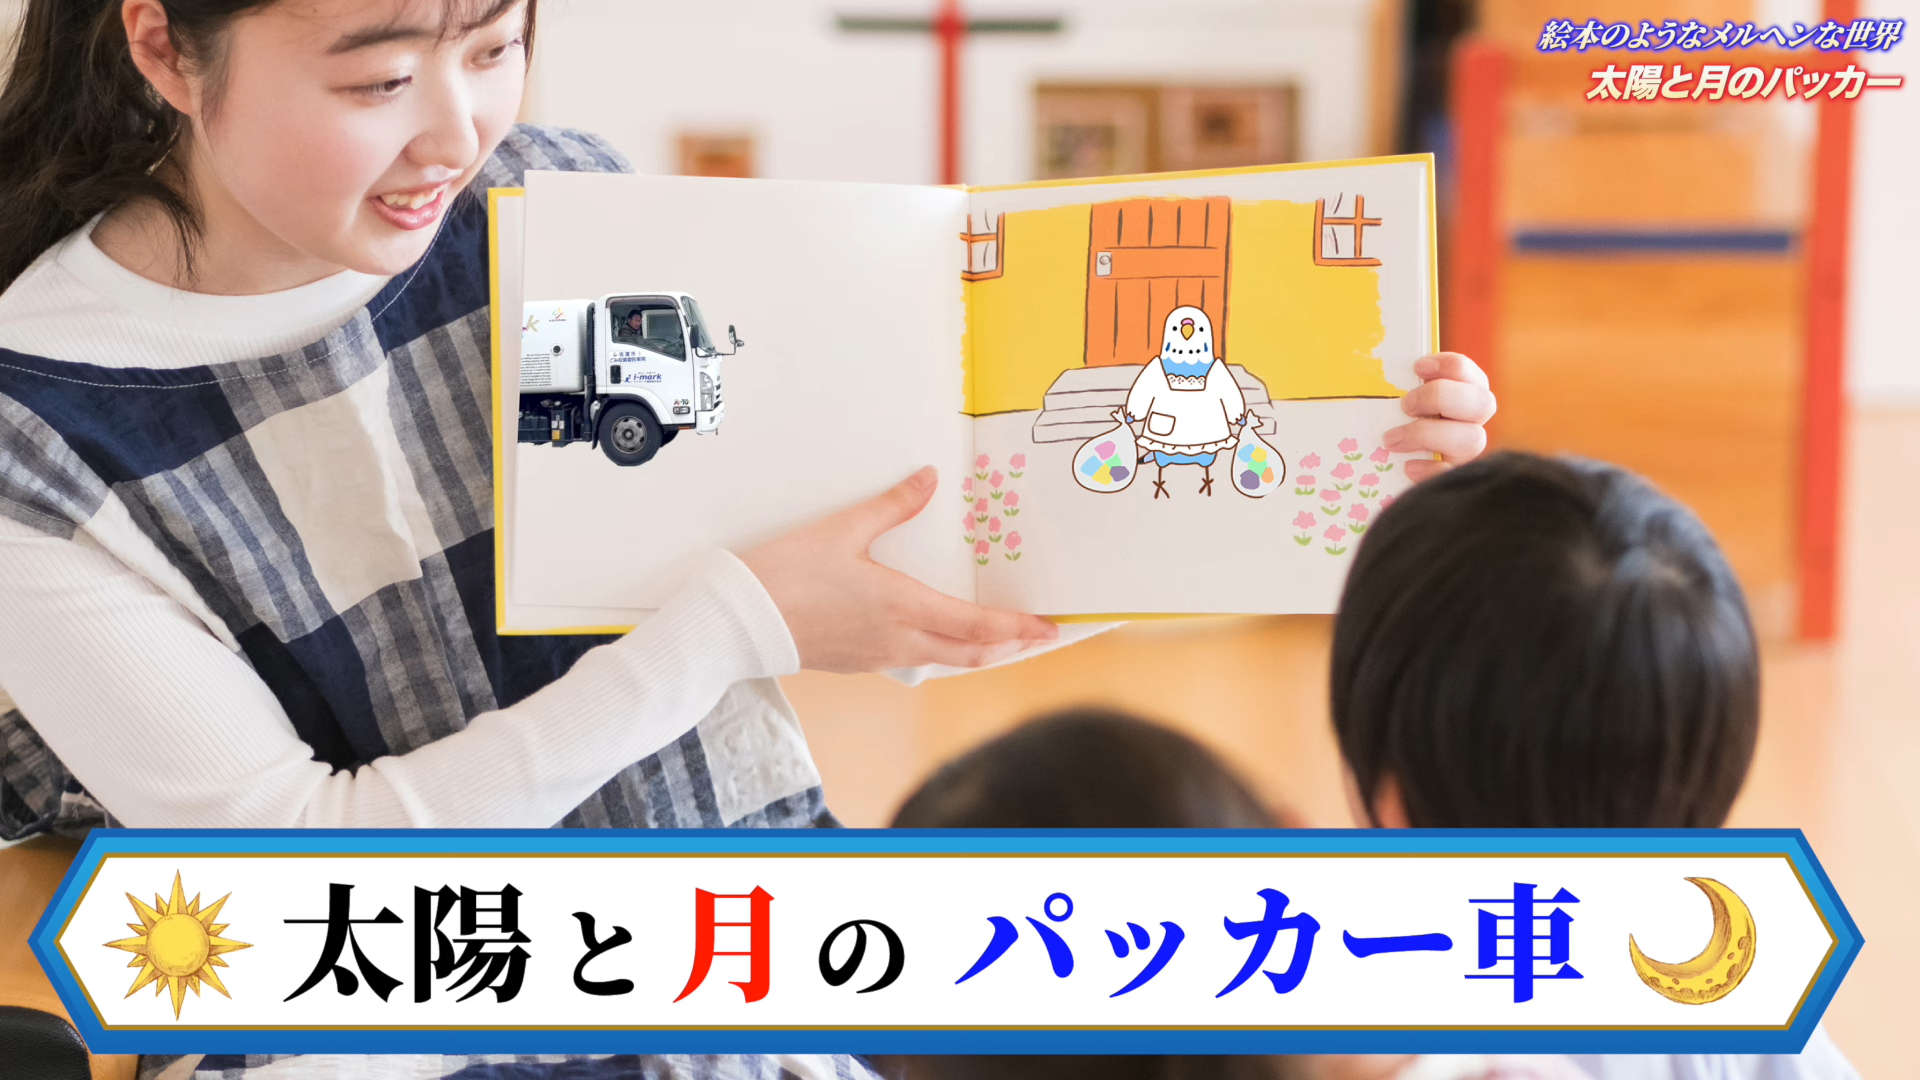 絵本のようなメルヘンな世界
太陽と月のパッカー
i-mark
太陽と月のパッカー車